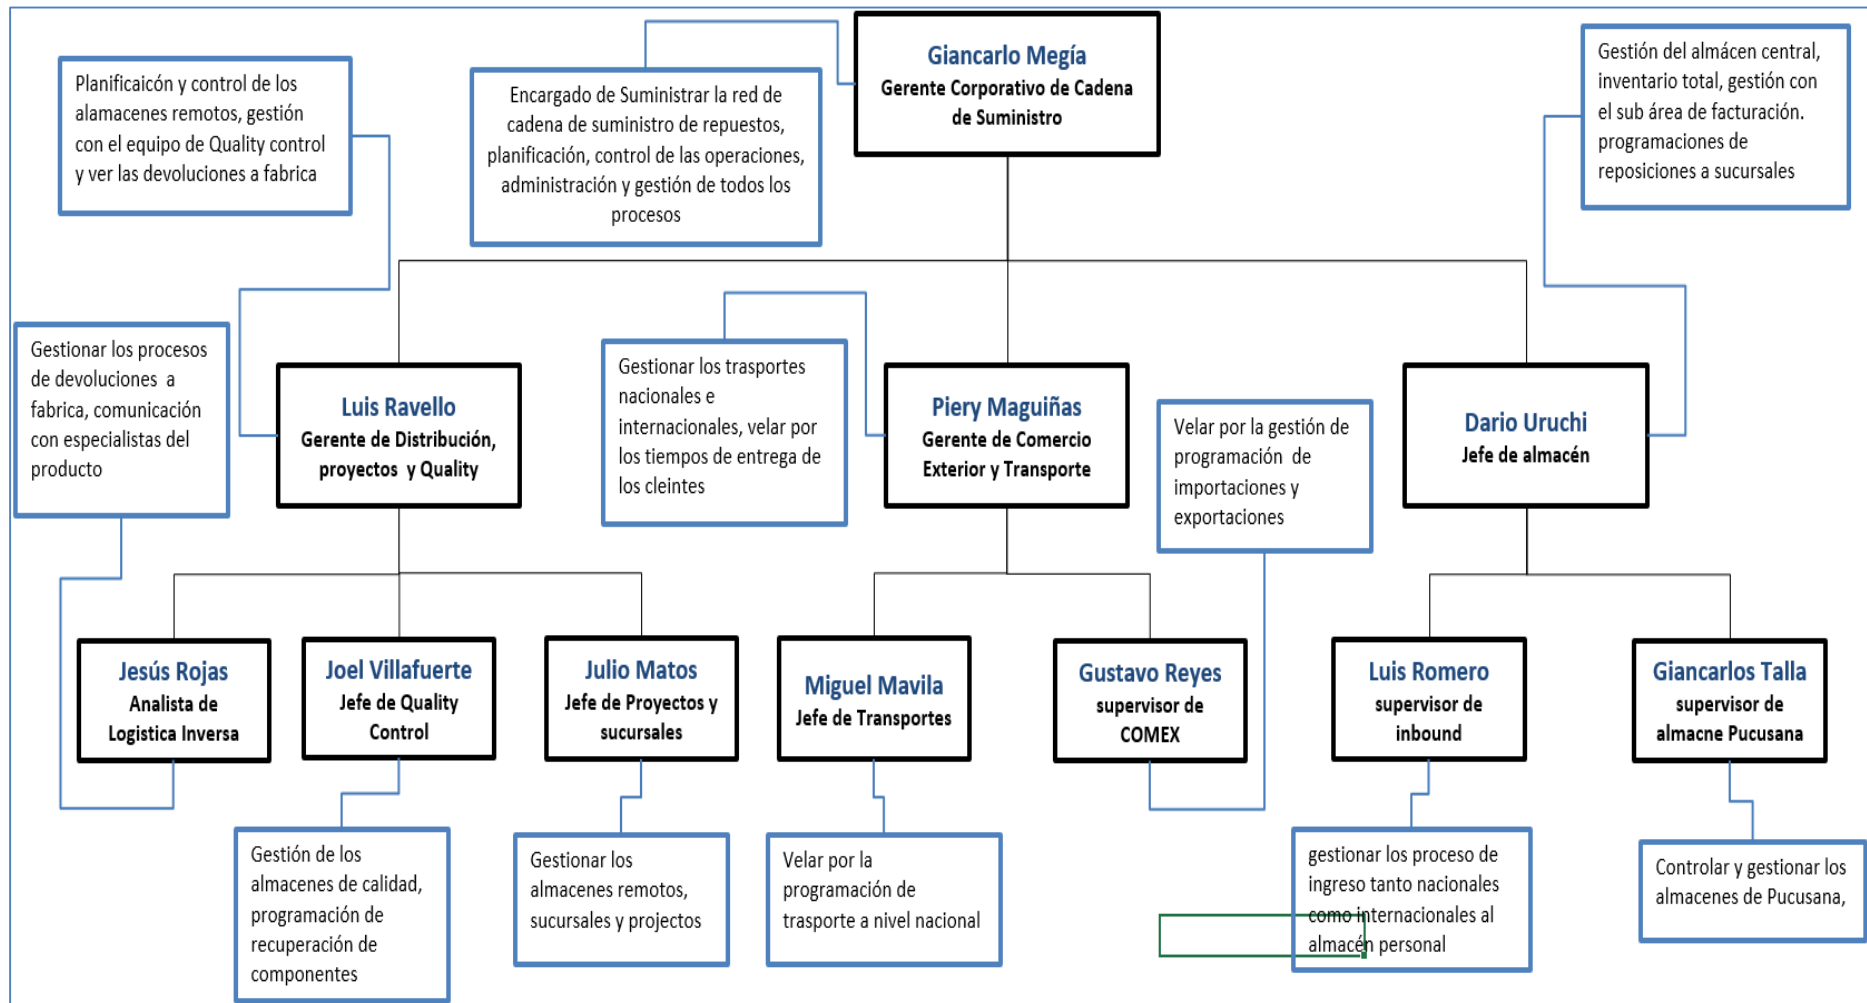 Giancarlo Megía
Gerente Corporativo de Cadena
de Suministro
Encargado de Suministrar la red de
cadena de suministro de repuestos,
planificación, control de las operaciones,
administración y gestión de todos los
procesos
Planificaicón y control de los
alamacenes remotos, gestión
con el equipo de Quality control
y ver las devoluciones a fabrica
Gestión del almácen central,
inventario total, gestión con
el sub área de facturación.
programaciones de
reposiciones a sucursales
Gestionar los procesos
de devoluciones a
fabrica, comunicación
con especialistas del
producto
Luis Ravello
Gerente de Distribución,
proyectos y Quality
Gestionar los trasportes
nacionales e
internacionales, velar por
los tiempos de entrega de
los cleintes
Piery Maguiñas
Gerente de Comercio
Exterior y Transporte
Velar por la gestión de
programación de
importaciones y
exportaciones
Dario Uruchi
Jefe de almacén
Jesús Rojas
Analista de
Logistica Inversa
Joel Villafuerte
Jefe de Quality
Control
Julio Matos
Jefe de Proyectos y
sucursales
Miguel Mavila
Jefe de Transportes
Gustavo Reyes
supervisor de
COMEX
Luis Romero
supervisor de
inbound
Giancarlos Talla
supervisor de
almacne Pucusana
Gestión de los
almacenes de calidad,
programación de
recuperación de
componentes
Gestionar los
almacenes remotos,
sucursales y projectos
Velar por la
programación de
trasporte a nivel nacional
gestionar los proceso de
ingreso tanto nacionales
como internacionales al
almacén personal
Controlar y gestionar los
almacenes de Pucusana,